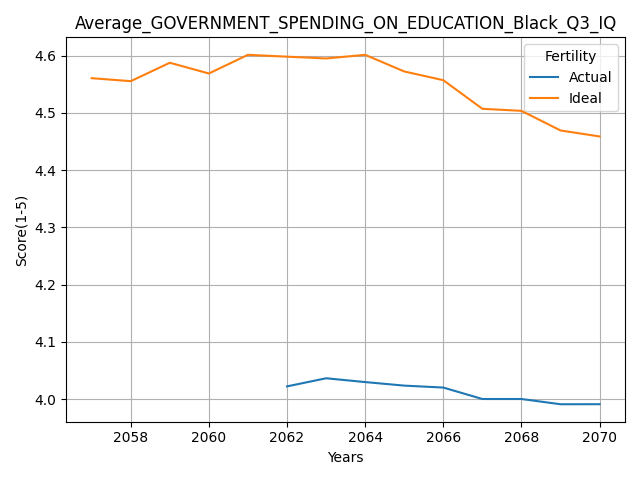 Average_GOVERNMENT_SPENDING_ON_EDUCATION_Black_Q3_IQ
Fertility
Actual
Ideal
Score(1-5)
4.6
4.5
4.4
4.3
4.2
4.1
4.0
2058 2060 2062 2064 2066 2068 2070
Years